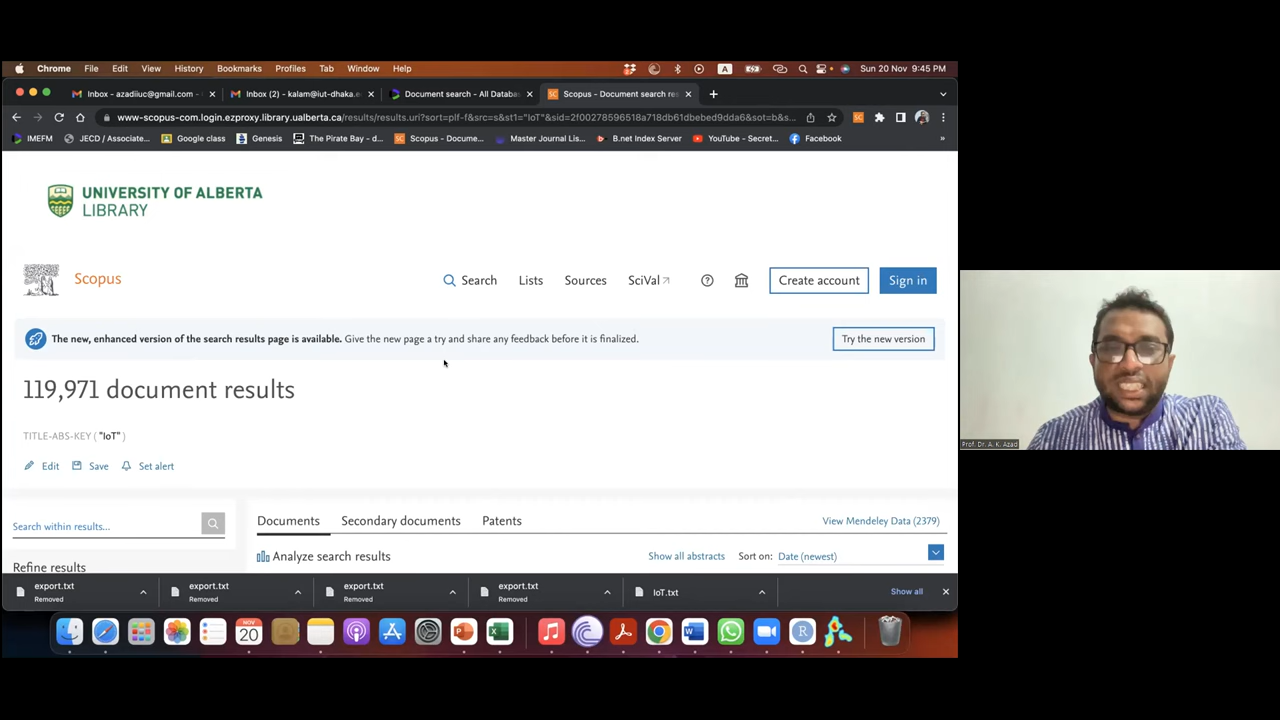 Chrome File Edit View History Bookmarks Profiles Tab Window Help A Sun 20 Nov 9:45 PM
Inbox - azadiiuc@gmail.com - Inbox (2) - kalam@iut-dhaka.e Document search - All Databa Scopus - Document search res
www-scopus-com.login.ezproxy.library.ualberta.ca/results/results.uri?sort=plf-f&src=s&st1="IoT"&sid=2f00278596518a718db61dbebed9dda6&sot=b&s...
IMEFM JECD / Associate... Google class Genesis The Pirate Bay - d... SC Scopus - Docume... Master Journal Lis... B.net Index Server YouTube - Secret... Facebook »
UNIVERSITY OF ALBERTA
LIBRARY
Scopus Search Lists Sources SciVal Create account Sign in
The new, enhanced version of the search results page is available. Give the new page a try and share any feedback before it is finalized. Try the new version
119,971 document results
TITLE-ABS-KEY ( "IoT" )
Edit Save Set alert
Search within results... Documents Secondary documents Patents View Mendeley Data (2379)
Refine results Analyze search results Show all abstracts Sort on: Date (newest)
export.txt export.txt export.txt export.txt IoT.txt Show all
Removed Removed Removed Removed
NOV
20
Prof. Dr. A. K. Azad